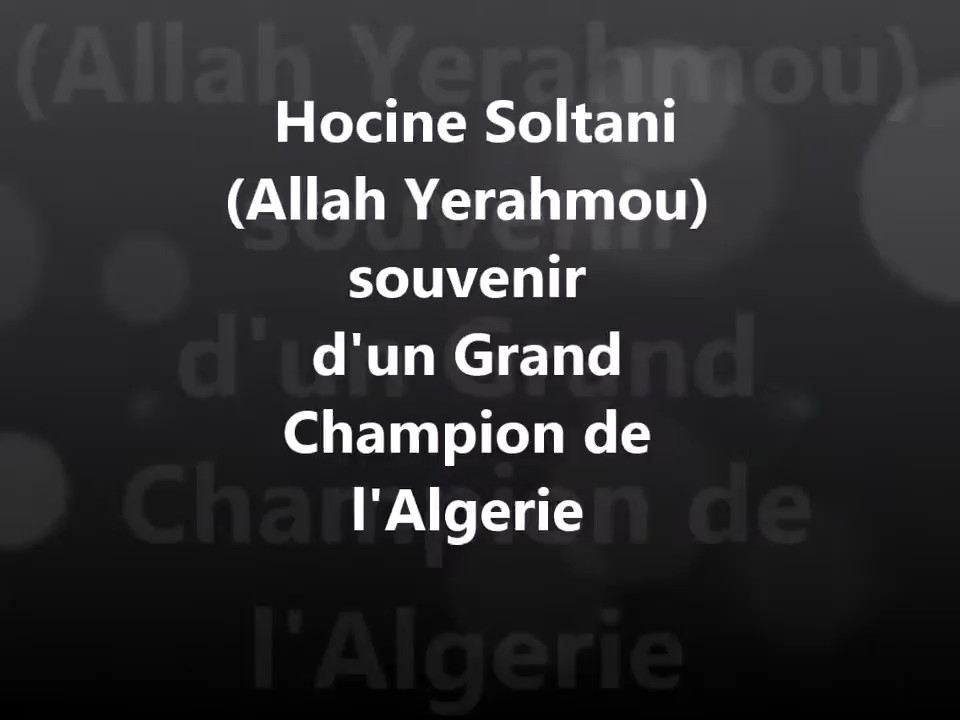 Hocine Soltani
(Allah Yerahmou)
souvenir
d'un Grand
Champion de
l'Algerie